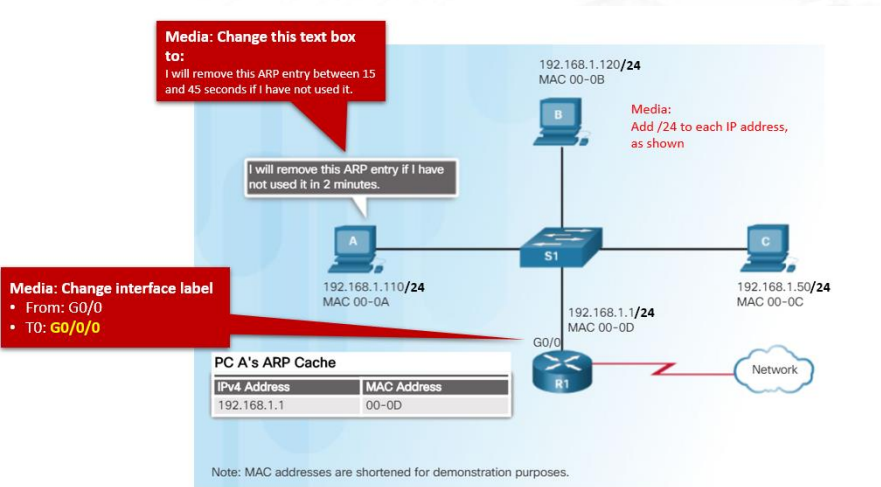 Media: Change this text box
to:
I will remove this ARP entry between 15
and 45 seconds if I have not used it.
192.168.1.120/24
MAC 00-0B
B
Media:
Add /24 to each IP address,
as shown
I will remove this ARP entry if I have
not used it in 2 minutes.
A
S1
C
192.168.1.110/24
MAC 00-0A
192.168.1.50/24
MAC 00-0C
Media: Change interface label
• From: G0/0
• T0: G0/0/0
192.168.1.1/24
MAC 00-0D
G0/0
R1
Network
PC A's ARP Cache
IPv4 Address MAC Address
192.168.1.1 00-0D
Note: MAC addresses are shortened for demonstration purposes.